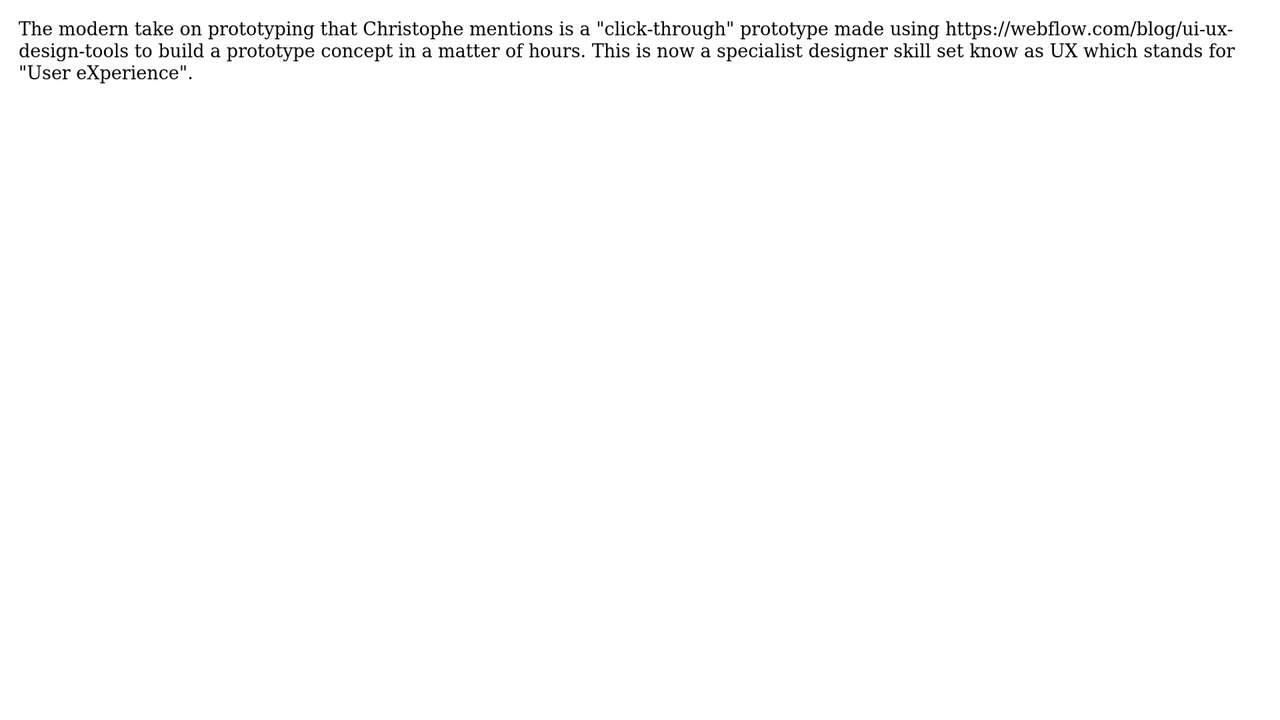 The modern take on prototyping that Christophe mentions is a "click-through" prototype made using https://webflow.com/blog/ui-ux-
design-tools to build a prototype concept in a matter of hours. This is now a specialist designer skill set know as UX which stands for
"User eXperience".